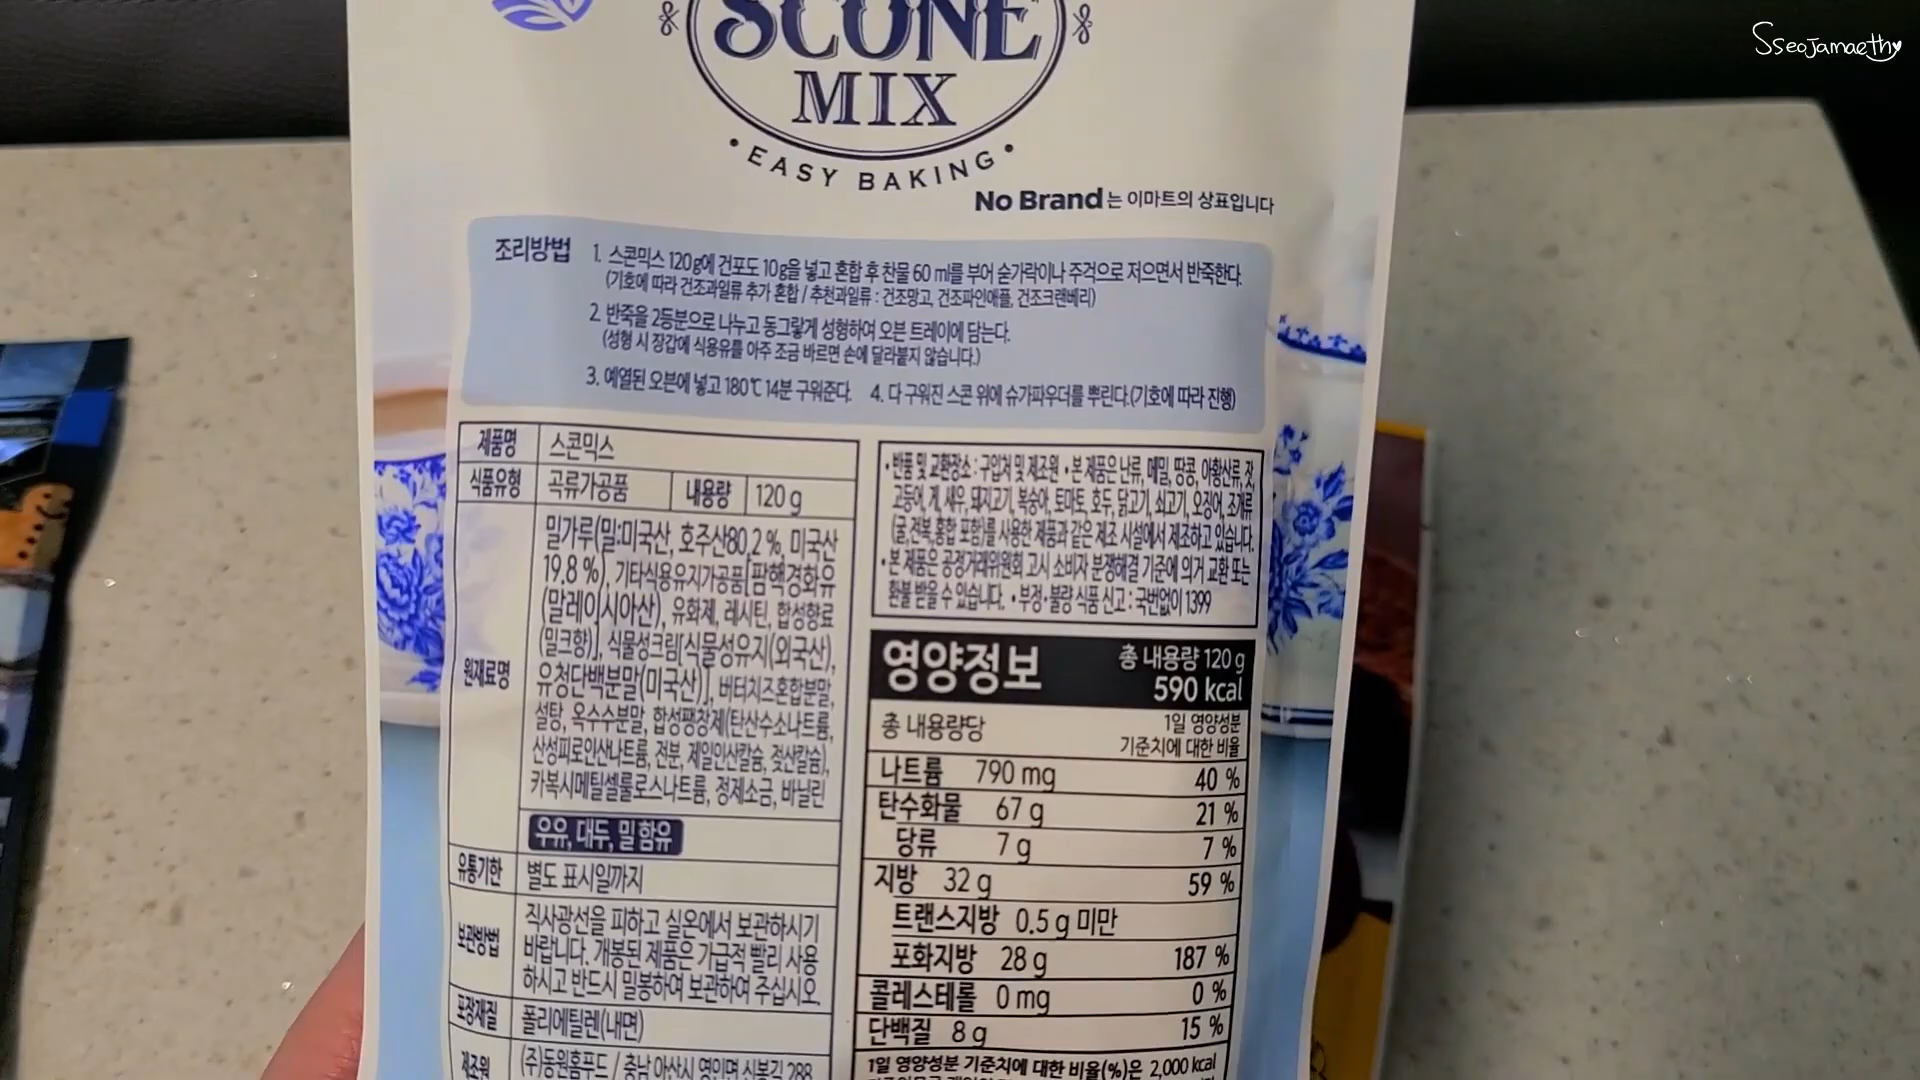 Sseojamaethy
SCONE
MIX
• EASY BAKING •
No Brand는 이마트의 상표입니다
조리방법
1. 스콘믹스 120g에 건포도 10g을 넣고 혼합 후 찬물 60 ml를 부어 숟가락이나 주걱으로 저으면서 반죽한다.
(기호에 따라 건조과일류 추가 혼합 / 추천과일류 : 건조망고, 건조파인애플, 건조크랜베리)
2. 반죽을 2등분으로 나누고 동그랗게 성형하여 오븐 트레이에 담는다.
(성형 시 장갑에 식용유를 아주 조금 바르면 손에 달라붙지 않습니다.)
3. 예열된 오븐에 넣고 180℃ 14분 구워준다. 4. 다 구워진 스콘 위에 슈가파우더를 뿌린다.(기호에 따라 진행)
제품명 스콘믹스
식품유형 곡류가공품 내용량 120 g
원재료명
밀가루(밀:미국산, 호주산80.2 %, 미국산
19.8 %), 기타식용유지가공품[팜핵경화유
(말레이시아산), 유화제, 레시틴, 합성향료
(밀크향)], 식물성크림[식물성유지(외국산),
유청단백분말(미국산)], 버터치즈혼합분말,
설탕, 옥수수분말, 합성팽창제(탄산수소나트륨,
산성피로인산나트륨, 전분, 제일인산칼슘, 젖산칼슘),
카복시메틸셀룰로스나트륨, 정제소금, 바닐린
우유, 대두, 밀 함유
유통기한 별도 표시일까지
보관방법
직사광선을 피하고 실온에서 보관하시기
바랍니다. 개봉된 제품은 가급적 빨리 사용
하시고 반드시 밀봉하여 보관하여 주십시오.
포장재질 폴리에틸렌(내면)
제조원 (주)동원홈푸드 / 충남 아산시 영인면 신봉길 288
• 반품 및 교환장소 : 구입처 및 제조원 • 본 제품은 난류, 메밀, 땅콩, 아황산류, 잣,
고등어, 게, 새우, 돼지고기, 복숭아, 토마토, 호두, 닭고기, 쇠고기, 오징어, 조개류
(굴, 전복, 홍합 포함)를 사용한 제품과 같은 제조 시설에서 제조하고 있습니다.
• 본 제품은 공정거래위원회 고시 소비자 분쟁해결 기준에 의거 교환 또는
환불 받을 수 있습니다. • 부정·불량 식품 신고 : 국번없이 1399
영양정보
총 내용량 120 g
590 kcal
총 내용량당
1일 영양성분
기준치에 대한 비율
나트륨 790 mg 40 %
탄수화물 67 g 21 %
당류 7 g 7 %
지방 32 g 59 %
트랜스지방 0.5 g 미만
포화지방 28 g 187 %
콜레스테롤 0 mg 0 %
단백질 8 g 15 %
1일 영양성분 기준치에 대한 비율(%)은 2,000 kcal